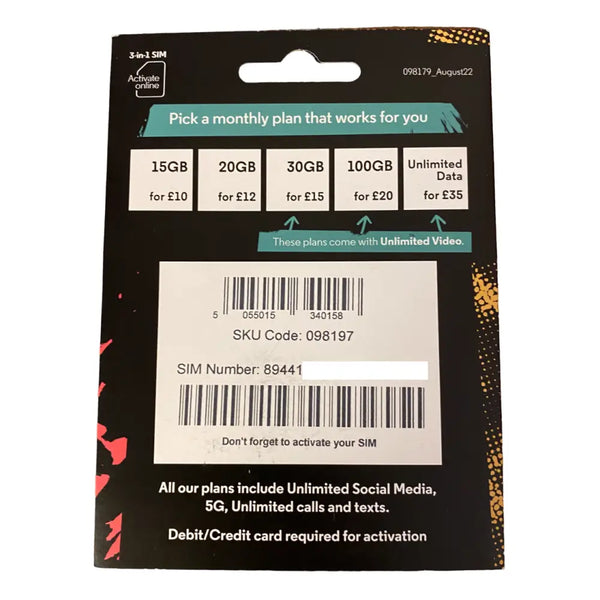 3-in-1 SIM
Activate
online
098179_August22
Pick a monthly plan that works for you
15GB
for £10
20GB
for £12
30GB
for £15
100GB
for £20
Unlimited
Data
for £35
These plans come with Unlimited Video.
5 055015 340158
SKU Code: 098197
SIM Number: 89441
Don't forget to activate your SIM
All our plans include Unlimited Social Media,
5G, Unlimited calls and texts.
Debit/Credit card required for activation